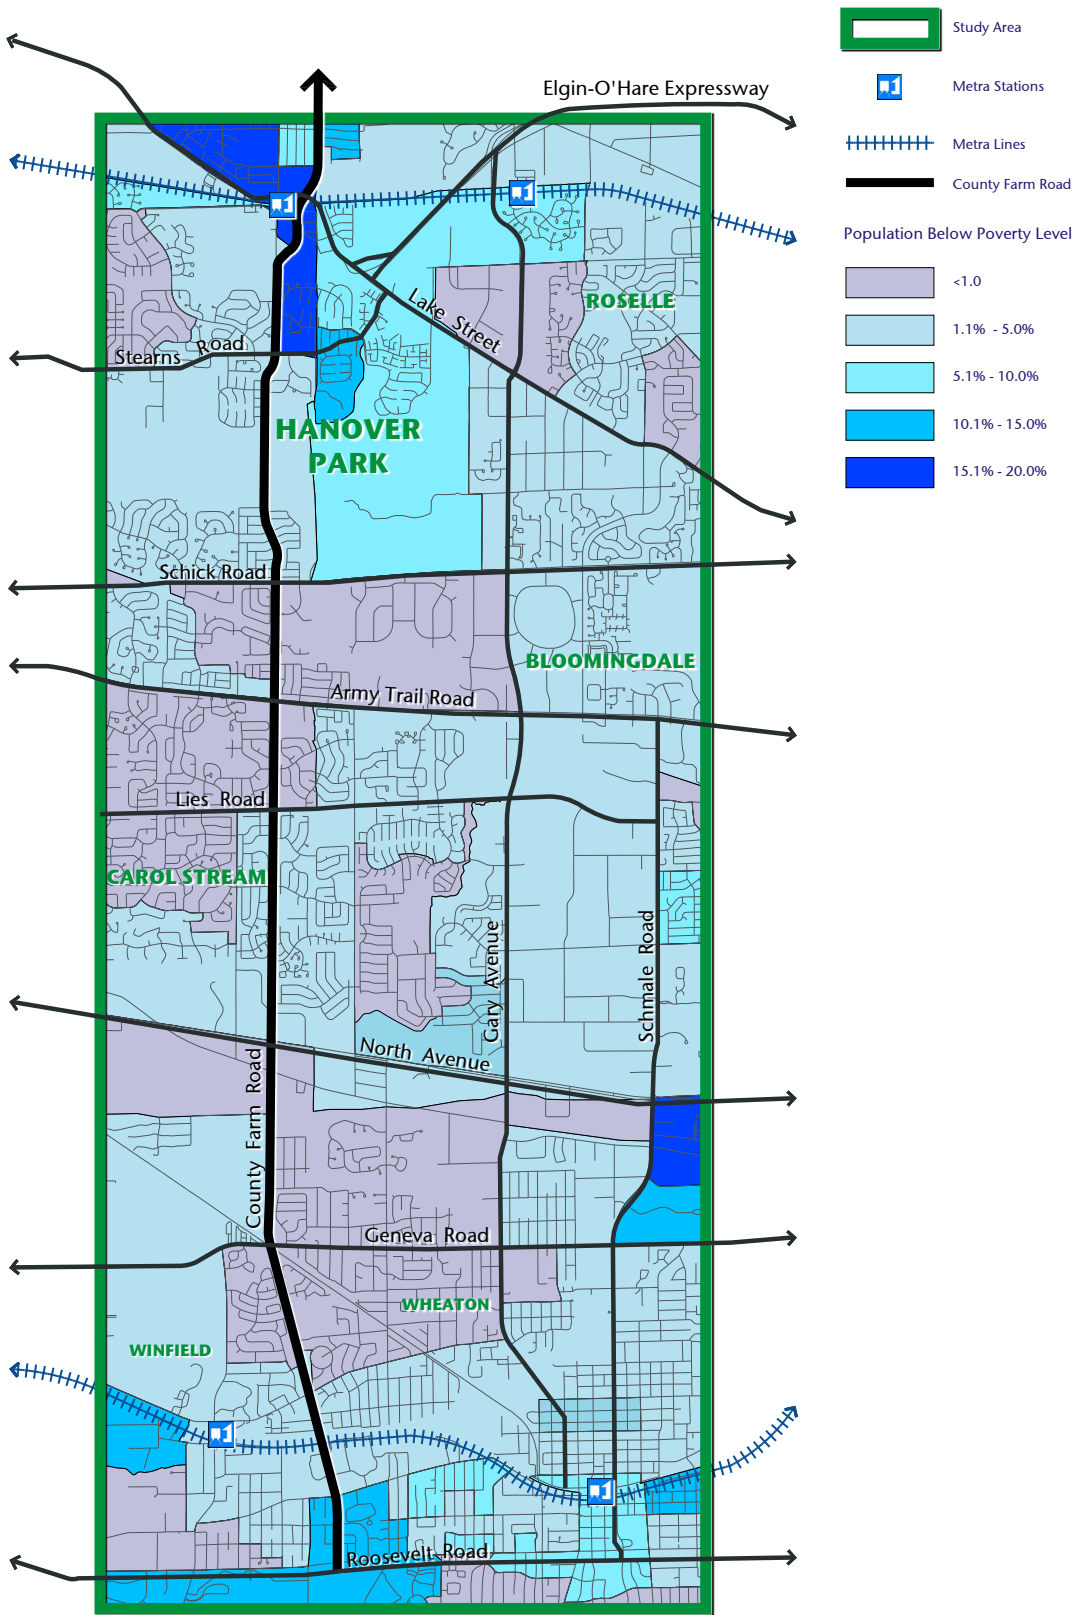 Elgin-O'Hare Expressway
Lake Street
ROSELLE
Stearns Road
HANOVER
PARK
Schick Road
BLOOMINGDALE
Army Trail Road
Lies Road
CAROL STREAM
Gary Avenue
Schmale Road
North Avenue
County Farm Road
Geneva Road
WHEATON
WINFIELD
Roosevelt Road
Study Area
Metra Stations
Metra Lines
County Farm Road
Population Below Poverty Level
<1.0
1.1% - 5.0%
5.1% - 10.0%
10.1% - 15.0%
15.1% - 20.0%